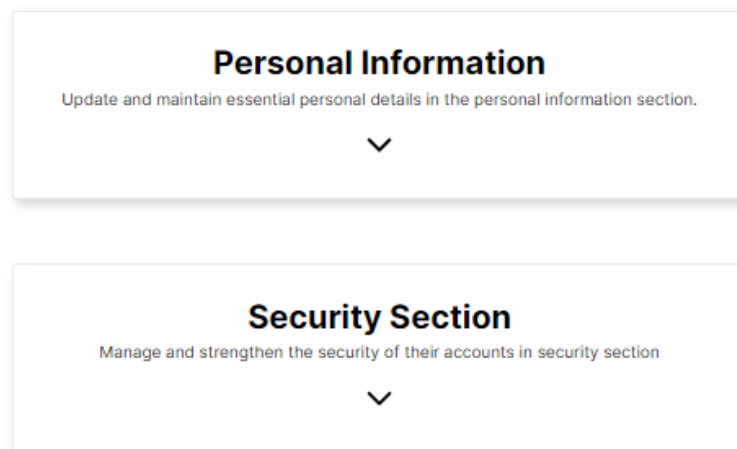 Personal Information
Update and maintain essential personal details in the personal information section.
Security Section
Manage and strengthen the security of their accounts in security section